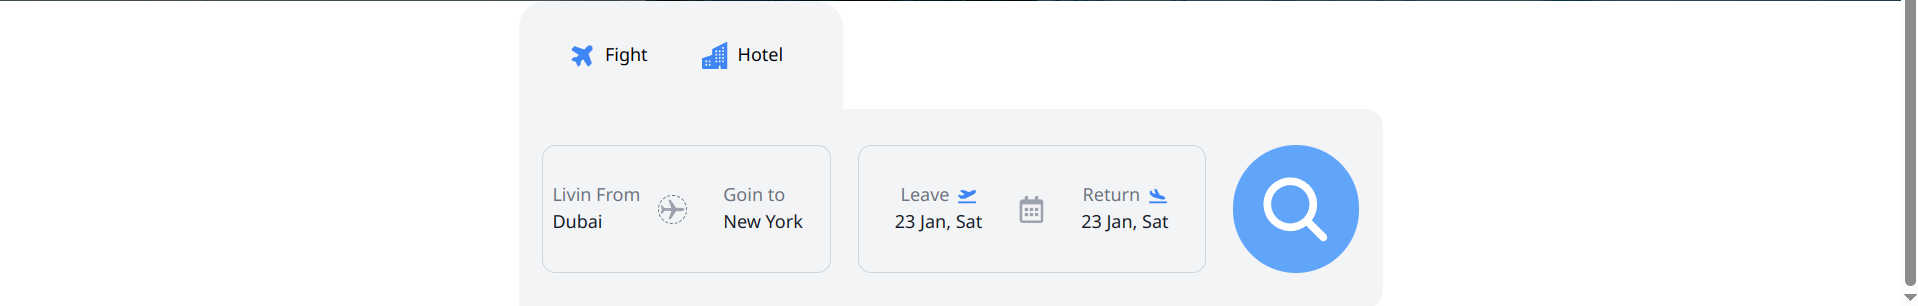 Fight Hotel
Livin From Goin to Leave Return
Dubai New York 23 Jan, Sat 23 Jan, Sat